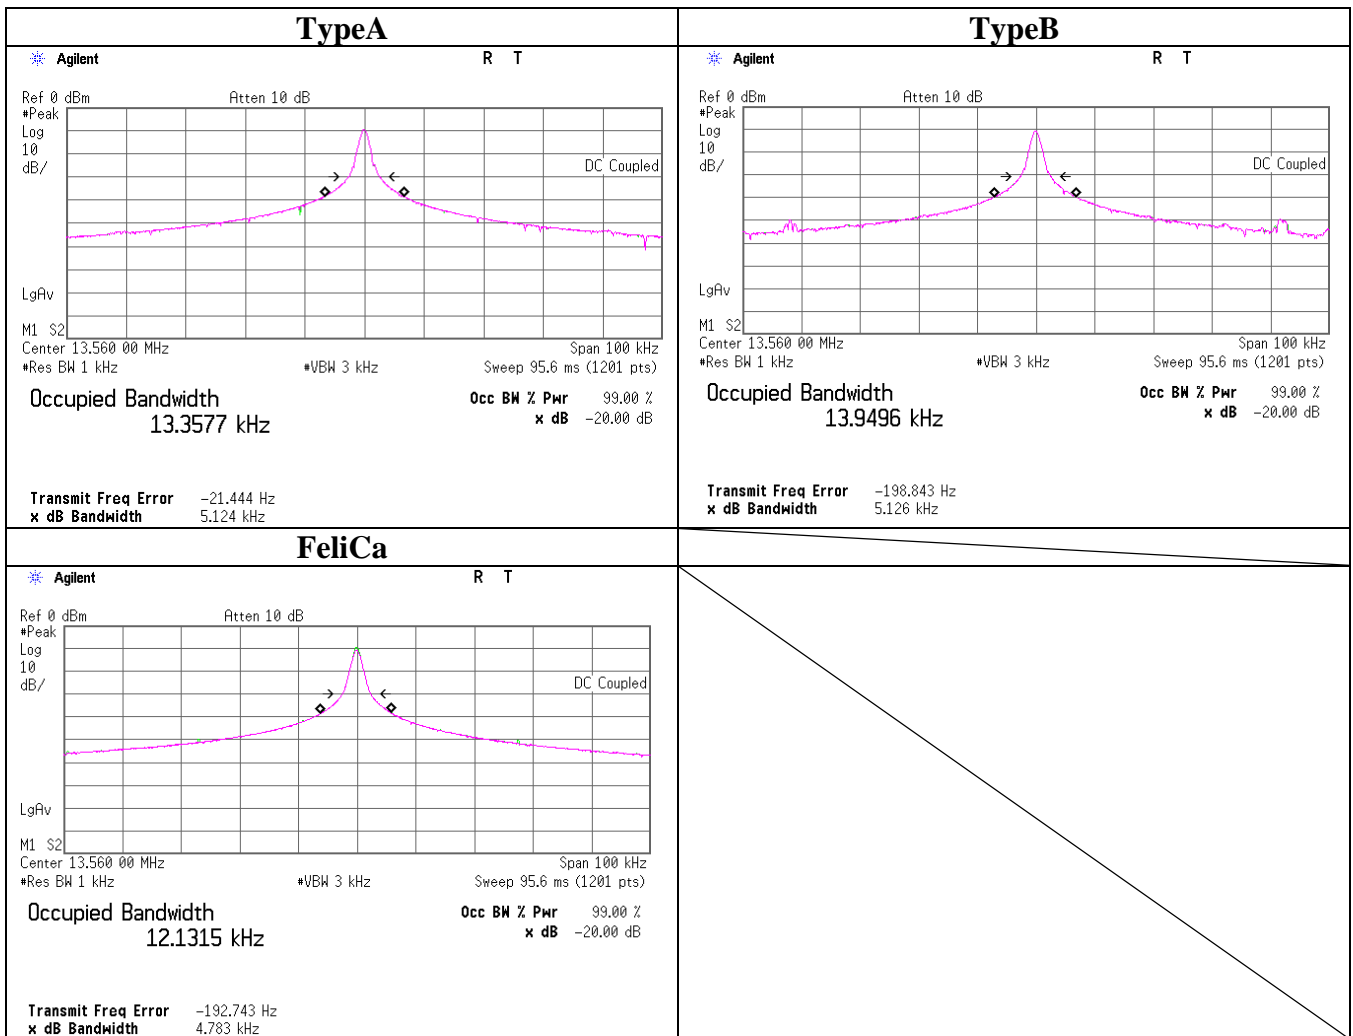 TypeA
Agilent
R T
Ref 0 dBm
Atten 10 dB
#Peak
Log
10
dB/
DC Coupled
LgAv
M1 S2
Center 13.560 00 MHz
Span 100 kHz
#Res BW 1 kHz
#VBW 3 kHz
Sweep 95.6 ms (1201 pts)
Occupied Bandwidth
13.3577 kHz
Occ BW % Pwr 99.00 %
x dB -20.00 dB
Transmit Freq Error -21.444 Hz
x dB Bandwidth 5.124 kHz
TypeB
Agilent
R T
Ref 0 dBm
Atten 10 dB
#Peak
Log
10
dB/
DC Coupled
LgAv
M1 S2
Center 13.560 00 MHz
Span 100 kHz
#Res BW 1 kHz
#VBW 3 kHz
Sweep 95.6 ms (1201 pts)
Occupied Bandwidth
13.9496 kHz
Occ BW % Pwr 99.00 %
x dB -20.00 dB
Transmit Freq Error -198.843 Hz
x dB Bandwidth 5.126 kHz
FeliCa
Agilent
R T
Ref 0 dBm
Atten 10 dB
#Peak
Log
10
dB/
DC Coupled
LgAv
M1 S2
Center 13.560 00 MHz
Span 100 kHz
#Res BW 1 kHz
#VBW 3 kHz
Sweep 95.6 ms (1201 pts)
Occupied Bandwidth
12.1315 kHz
Occ BW % Pwr 99.00 %
x dB -20.00 dB
Transmit Freq Error -192.743 Hz
x dB Bandwidth 4.783 kHz